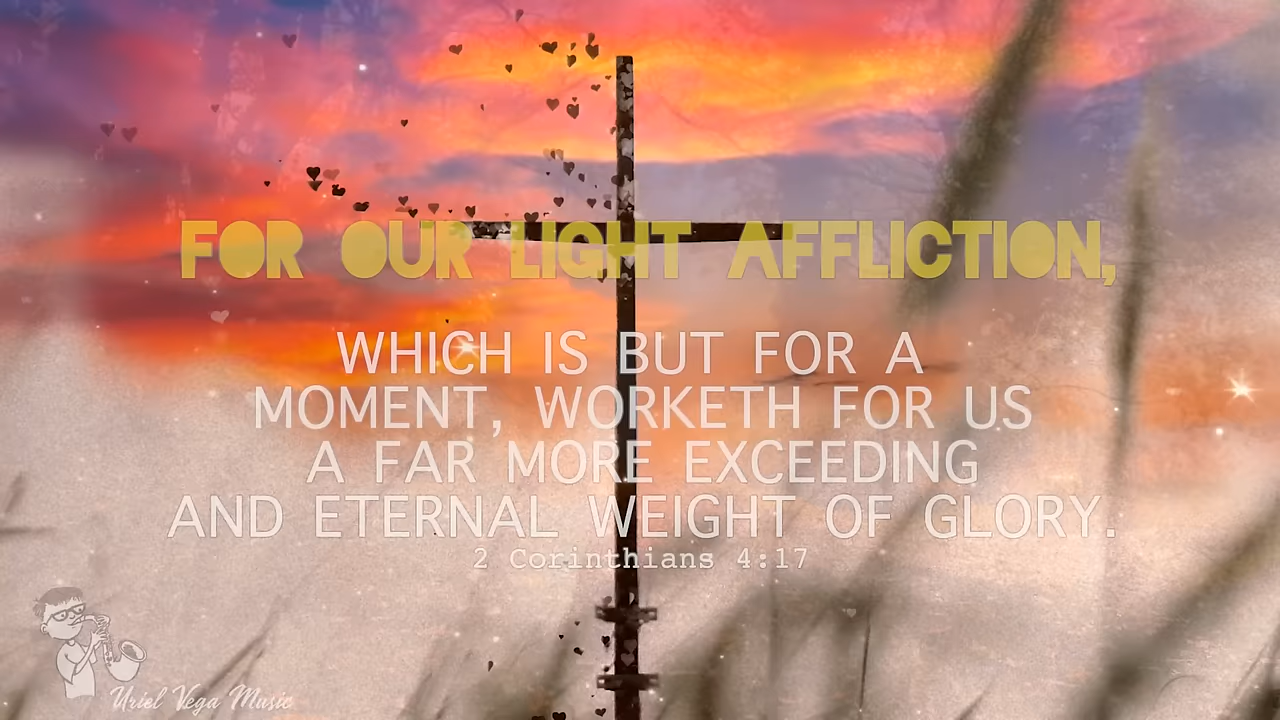 FOR OUR LIGHT AFFLICTION,
WHICH IS BUT FOR A
MOMENT, WORKETH FOR US
A FAR MORE EXCEEDING
AND ETERNAL WEIGHT OF GLORY.
2 Corinthians 4:17
Uriel Vega Music